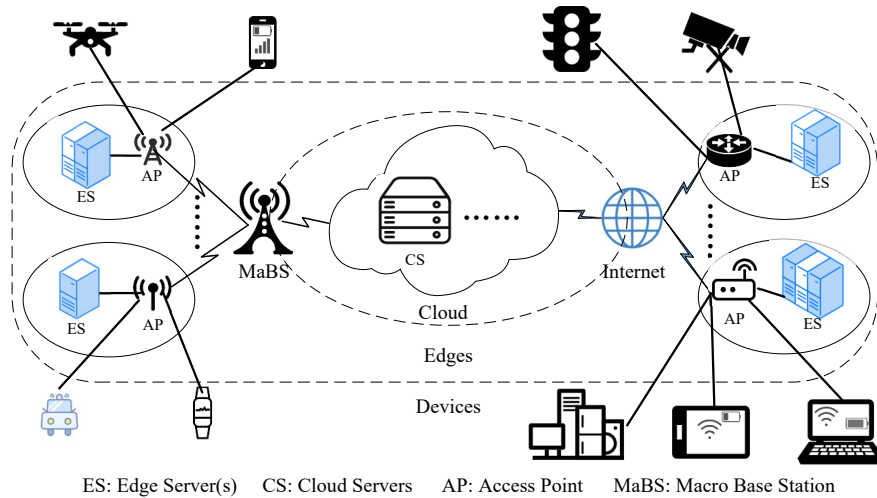 AP
ES
AP
ES
MaBS
CS
Internet
ES
AP
Cloud
ES
AP
AP
ES
Edges
Devices
ES: Edge Server(s) CS: Cloud Servers AP: Access Point MaBS: Macro Base Station